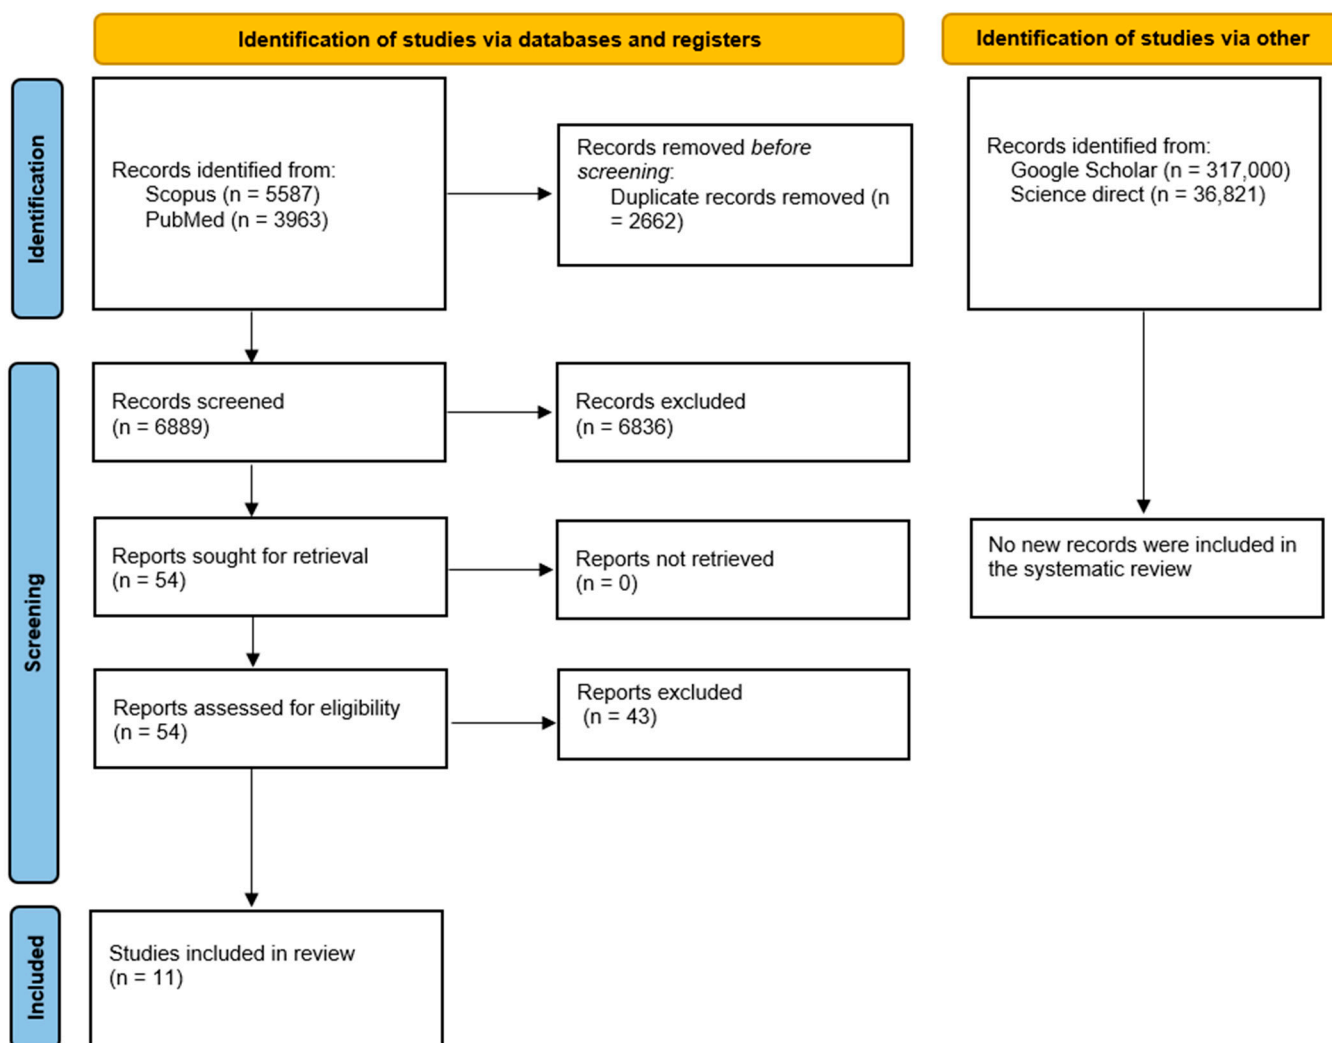 Identification of studies via databases and registers
Identification of studies via other
Identification
Records identified from:
Scopus (n = 5587)
PubMed (n = 3963)
Records removed before
screening:
Duplicate records removed (n
= 2662)
Records identified from:
Google Scholar (n = 317,000)
Science direct (n = 36,821)
Screening
Records screened
(n = 6889)
Records excluded
(n = 6836)
Reports sought for retrieval
(n = 54)
Reports not retrieved
(n = 0)
No new records were included in
the systematic review
Reports assessed for eligibility
(n = 54)
Reports excluded
(n = 43)
Included
Studies included in review
(n = 11)